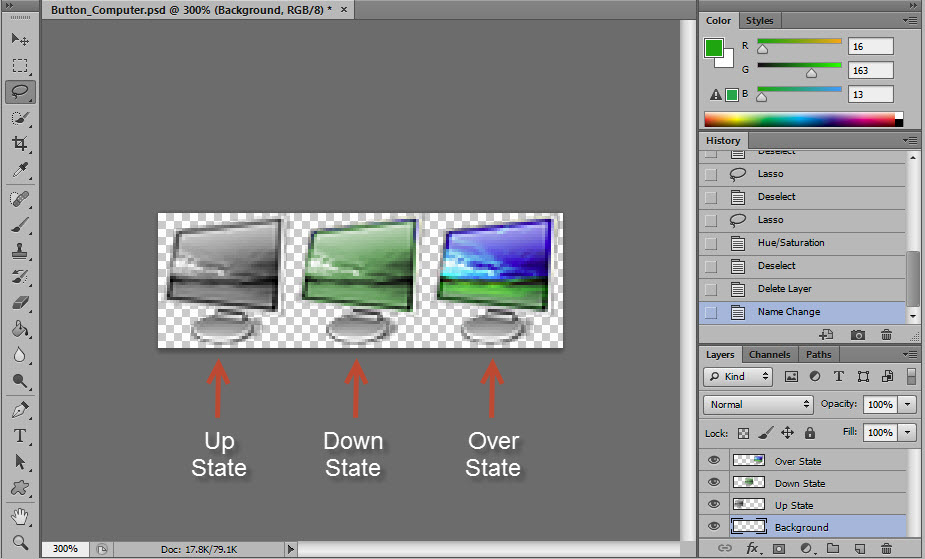 Button_Computer.psd @ 300% (Background, RGB/8) * ×
Color Styles
R 16
G 163
B 13
History
Deselect
Lasso
Deselect
Lasso
Hue/Saturation
Deselect
Delete Layer
Name Change
Layers Channels Paths
Kind
Normal Opacity: 100%
Lock: Fill: 100%
Over State
Down State
Up State
Background
fx
Up
State
Down
State
Over
State
300% Doc: 17.8K/79.1K